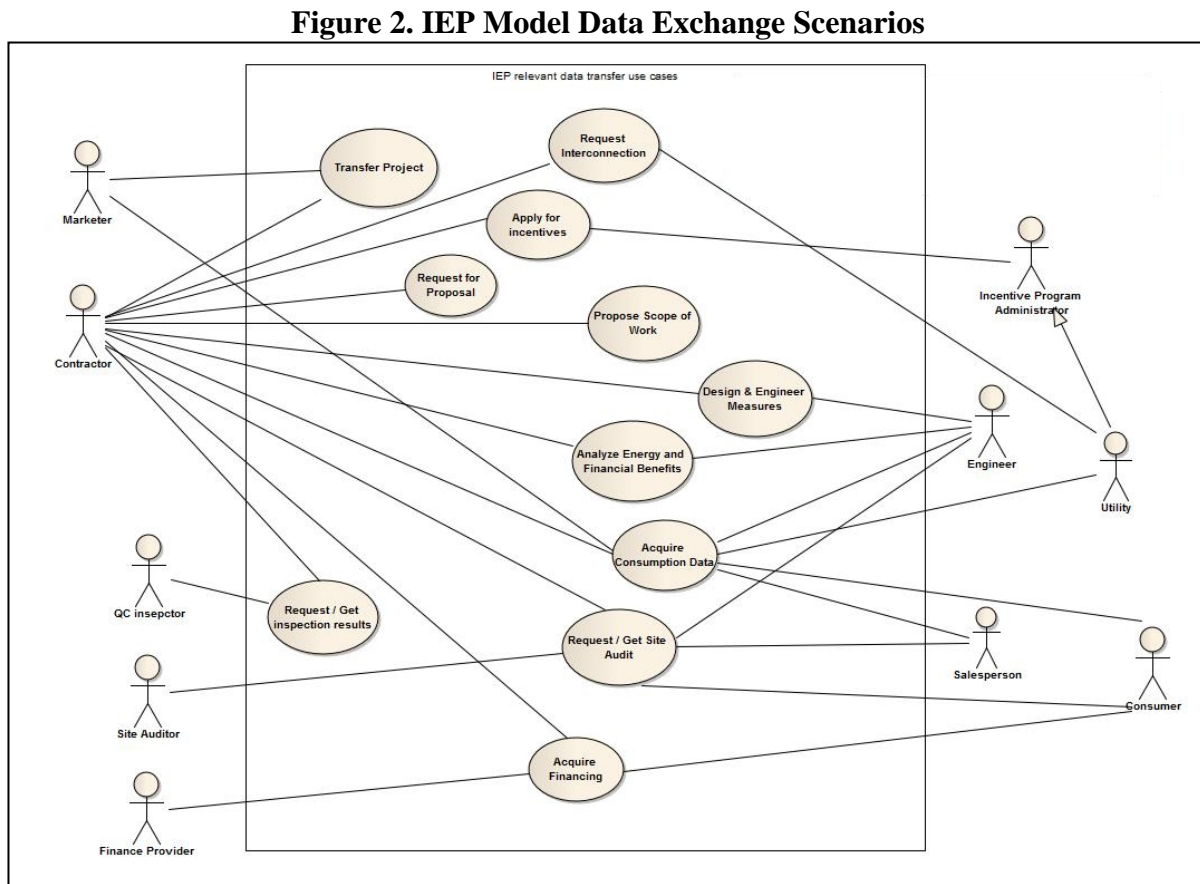 Figure 2. IEP Model Data Exchange Scenarios
IEP relevant data transfer use cases
Marketer
Transfer Project
Request
Interconnection
Apply for
incentives
Incentive Program
Administrator
Request for
Proposal
Contractor
Propose Scope of
Work
Design & Engineer
Measures
Engineer
Analyze Energy and
Financial Benefits
Utility
Acquire
Consumption Data
QC insepctor
Request / Get
inspection results
Request / Get Site
Audit
Salesperson
Consumer
Site Auditor
Acquire
Financing
Finance Provider